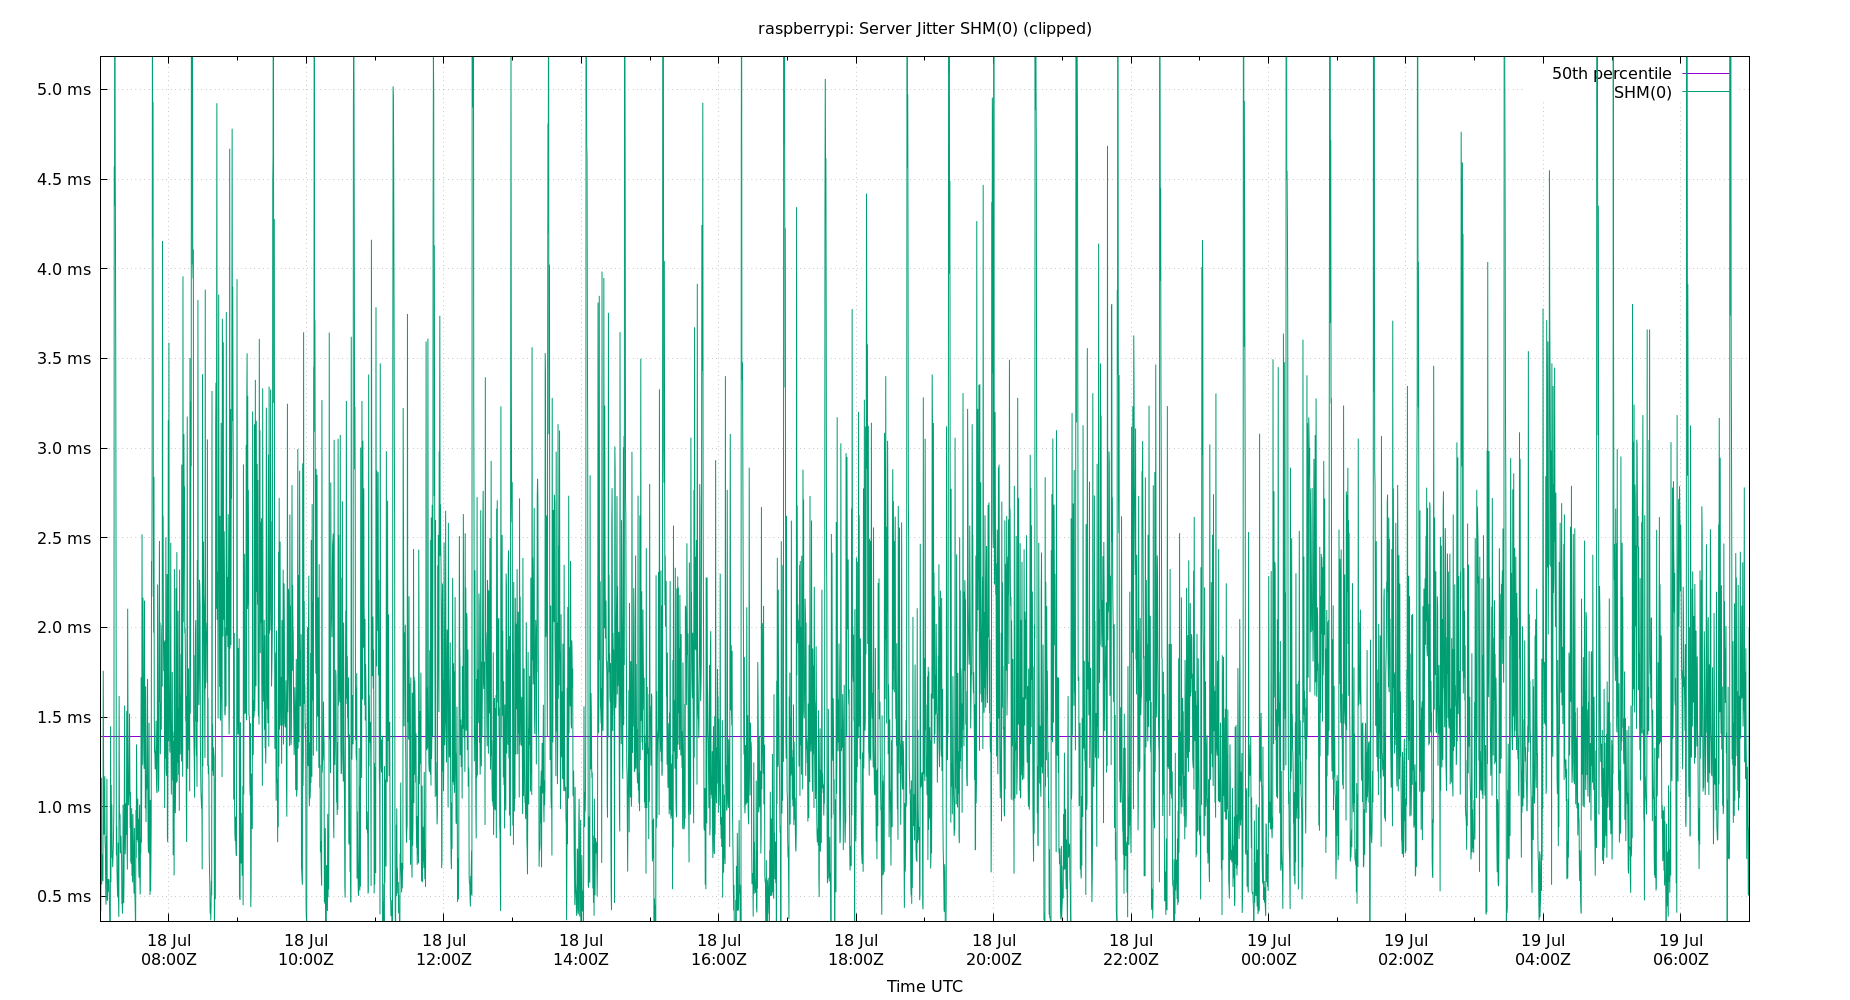 raspberrypi: Server Jitter SHM(0) (clipped)
50th percentile
SHM(0)
5.0 ms
4.5 ms
4.0 ms
3.5 ms
3.0 ms
2.5 ms
2.0 ms
1.5 ms
1.0 ms
0.5 ms
18 Jul 18 Jul 18 Jul 18 Jul 18 Jul 18 Jul 18 Jul 18 Jul 19 Jul 19 Jul 19 Jul 19 Jul
08:00Z 10:00Z 12:00Z 14:00Z 16:00Z 18:00Z 20:00Z 22:00Z 00:00Z 02:00Z 04:00Z 06:00Z
Time UTC